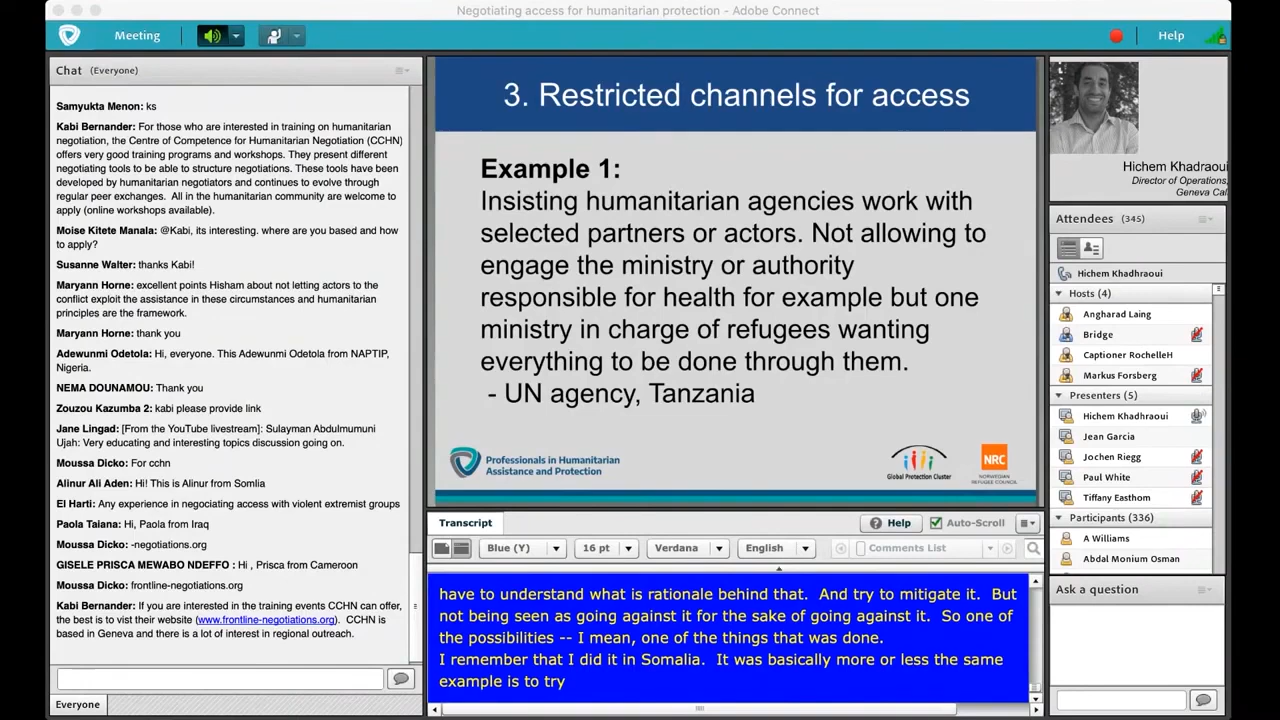 Negotiating access for humanitarian protection - Adobe Connect
Meeting
Help
Chat (Everyone)
Samyukta Menon: ks
Kabi Bernander: For those who are interested in training on humanitarian
negotiation, the Centre of Competence for Humanitarian Negotiation (CCHN)
offers very good training programs and workshops. They present different
negotiating tools to be able to structure negotiations. These tools have been
developed by humanitarian negotiators and continues to evolve through
regular peer exchanges. All in the humanitarian community are welcome to
apply (online workshops available).
Moise Kitete Manala: @Kabi, its interesting. where are you based and how
to apply?
Susanne Walter: thanks Kabi!
Maryann Horne: excellent points Hisham about not letting actors to the
conflict exploit the assistance in these circumstances and humanitarian
principles are the framework.
Maryann Horne: thank you
Adewunmi Odetola: Hi, everyone. This Adewunmi Odetola from NAPTIP,
Nigeria.
NEMA DOUNAMOU: Thank you
Zouzou Kazumba 2: kabi please provide link
Jane Lingad: [From the YouTube livestream]: Sulayman Abdulmumuni
Ujah: Very educating and interesting topics discussion going on.
Moussa Dicko: For cchn
Alinur Ali Aden: Hi! This is Alinur from Somlia
El Harti: Any experience in negociating access with violent extremist groups
Paola Taiana: Hi, Paola from Iraq
Moussa Dicko: -negotiations.org
GISELE PRISCA MEWABO NDEFFO : Hi , Prisca from Cameroon
Moussa Dicko: frontline-negotiations.org
Kabi Bernander: If you are interested in the training events CCHN can offer,
the best is to vist their website (www.frontline-negotiations.org). CCHN is
based in Geneva and there is a lot of interest in regional outreach.
Everyone
3. Restricted channels for access
Example 1:
Insisting humanitarian agencies work with
selected partners or actors. Not allowing to
engage the ministry or authority
responsible for health for example but one
ministry in charge of refugees wanting
everything to be done through them.
- UN agency, Tanzania
Professionals in Humanitarian
Assistance and Protection
Global Protection Cluster
NRC
NORWEGIAN
REFUGEE COUNCIL
Transcript
Help
Auto-Scroll
Blue (Y)
16 pt
Verdana
English
Comments List
have to understand what is rationale behind that. And try to mitigate it. But
not being seen as going against it for the sake of going against it. So one of
the possibilities -- I mean, one of the things that was done.
I remember that I did it in Somalia. It was basically more or less the same
example is to try
Hichem Khadraoui
Director of Operations,
Geneva Cal
Attendees (345)
Hichem Khadhraoui
Hosts (4)
Angharad Laing
Bridge
Captioner RochelleH
Markus Forsberg
Presenters (5)
Hichem Khadhraoui
Jean Garcia
Jochen Riegg
Paul White
Tiffany Easthom
Participants (336)
A Williams
Abdal Monium Osman
Ask a question